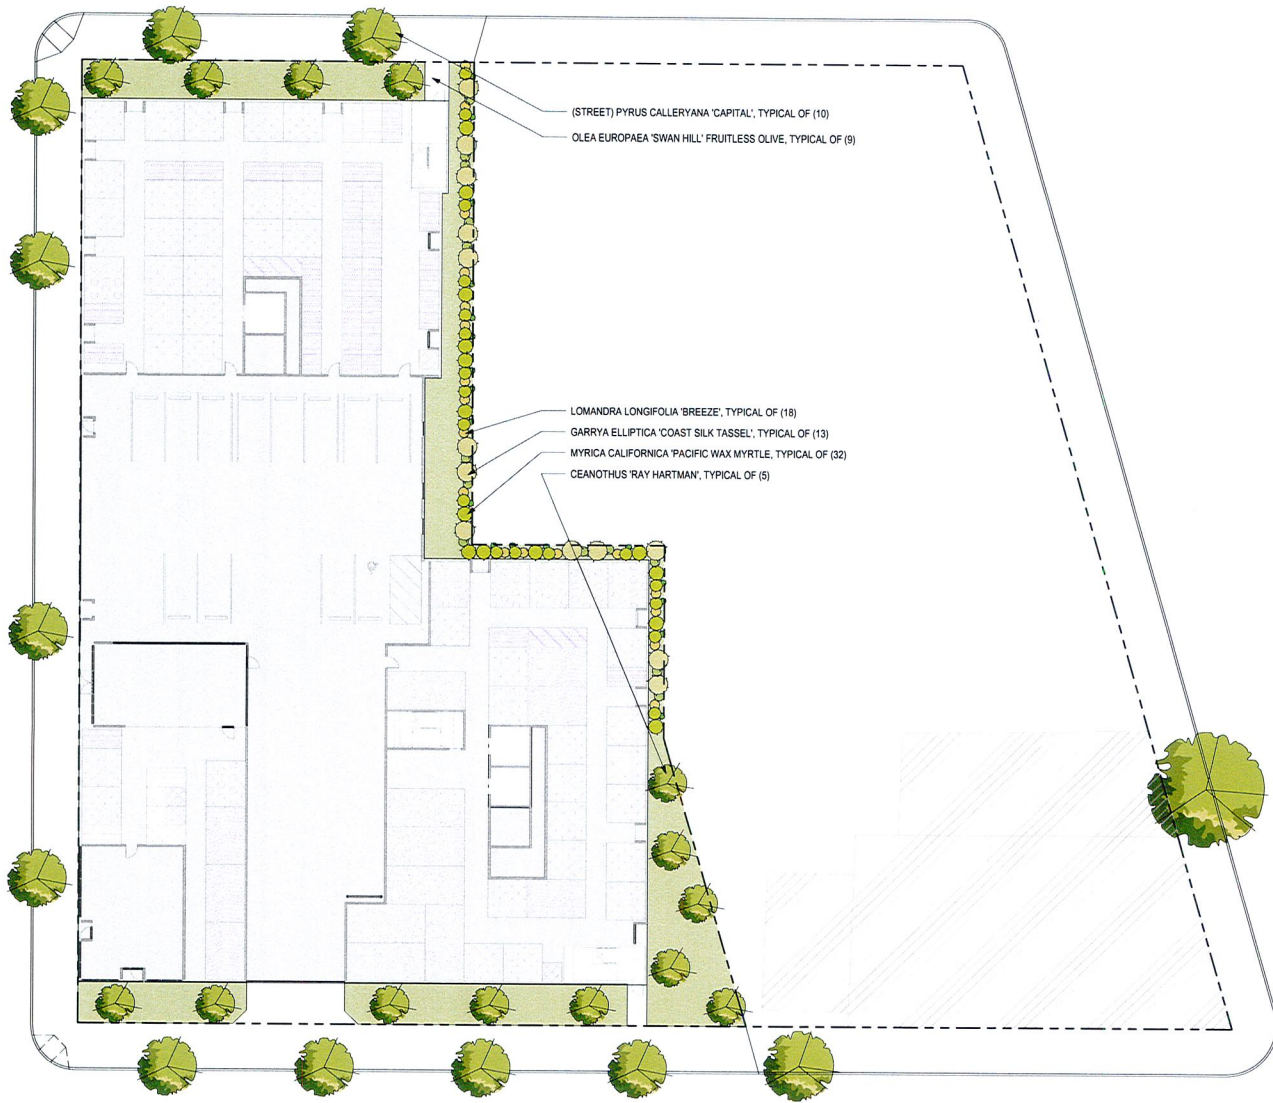 (STREET) PYRUS CALLERYANA 'CAPITAL', TYPICAL OF (10)
OLEA EUROPAEA 'SWAN HILL' FRUITLESS OLIVE, TYPICAL OF (9)
LOMANDRA LONGIFOLIA 'BREEZE', TYPICAL OF (18)
GARRYA ELLIPTICA 'COAST SILK TASSEL', TYPICAL OF (13)
MYRICA CALIFORNICA 'PACIFIC WAX MYRTLE, TYPICAL OF (32)
CEANOTHUS 'RAY HARTMAN', TYPICAL OF (5)